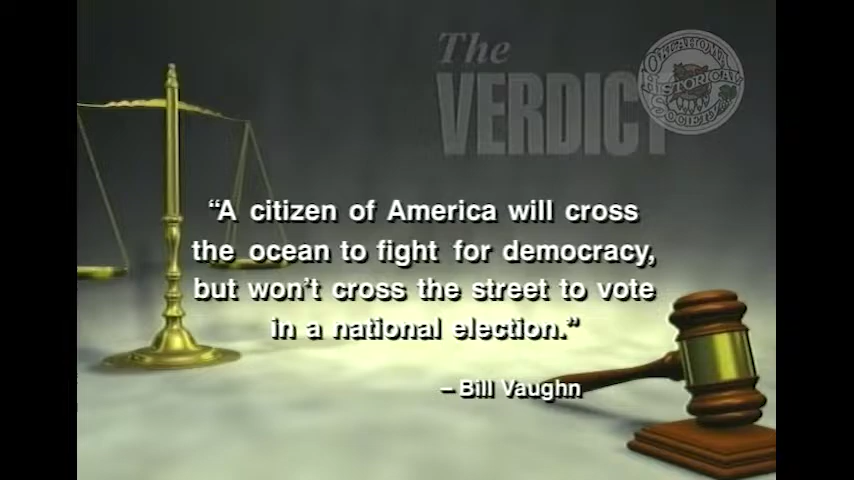 The
VERDICT
OKLAHOMA
HISTORICAL
SOCIETY
“A citizen of America will cross
the ocean to fight for democracy,
but won’t cross the street to vote
in a national election.”
– Bill Vaughn